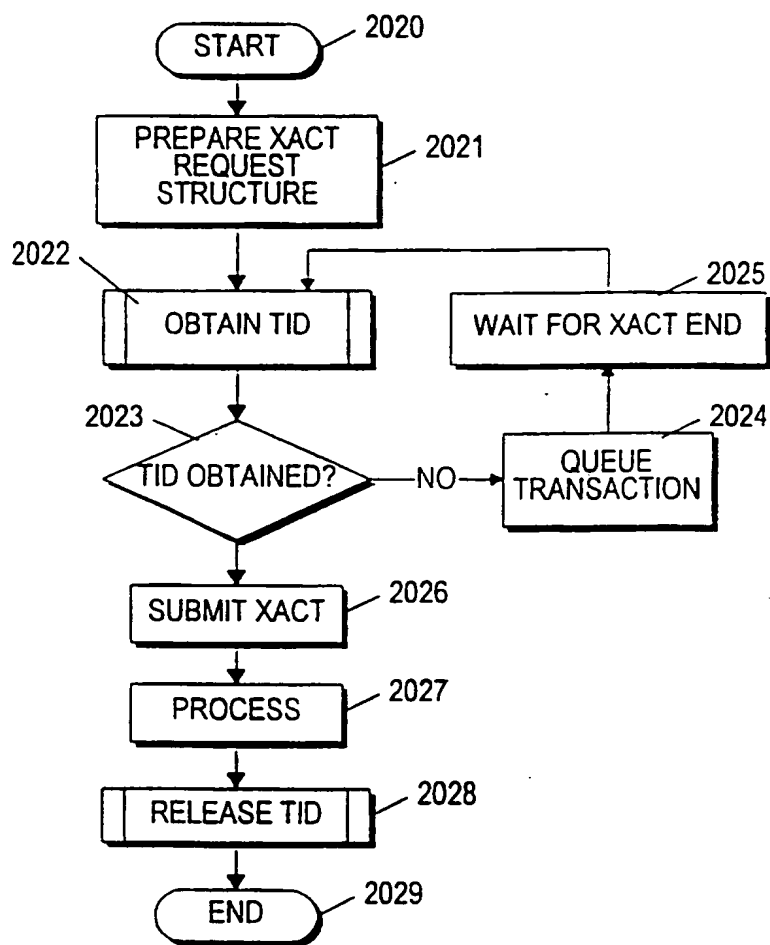 START
2020
PREPARE XACT
REQUEST
STRUCTURE
2021
2022
OBTAIN TID
2025
WAIT FOR XACT END
2023
TID OBTAINED?
NO
2024
QUEUE
TRANSACTION
SUBMIT XACT
2026
PROCESS
2027
RELEASE TID
2028
END
2029